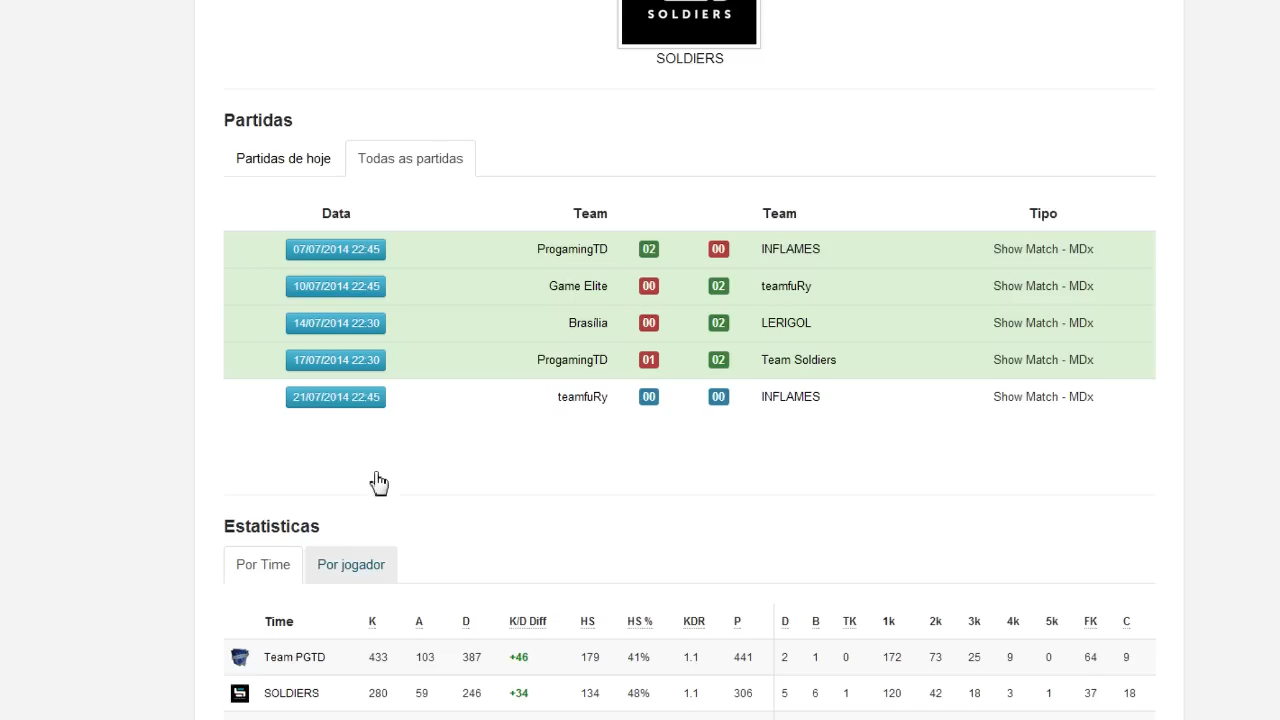 SOLDIERS
SOLDIERS
Partidas
Partidas de hoje Todas as partidas
Data Team Team Tipo
07/07/2014 22:45 ProgamingTD 02 00 INFLAMES Show Match - MDx
10/07/2014 22:45 Game Elite 00 02 teamfuRy Show Match - MDx
14/07/2014 22:30 Brasília 00 02 LERIGOL Show Match - MDx
17/07/2014 22:30 ProgamingTD 01 02 Team Soldiers Show Match - MDx
21/07/2014 22:45 teamfuRy 00 00 INFLAMES Show Match - MDx
Estatisticas
Por Time Por jogador
Time K A D K/D Diff HS HS % KDR P D B TK 1k 2k 3k 4k 5k FK C
Team PGTD 433 103 387 +46 179 41% 1.1 441 2 1 0 172 73 25 9 0 64 9
SOLDIERS 280 59 246 +34 134 48% 1.1 306 5 6 1 120 42 18 3 1 37 18